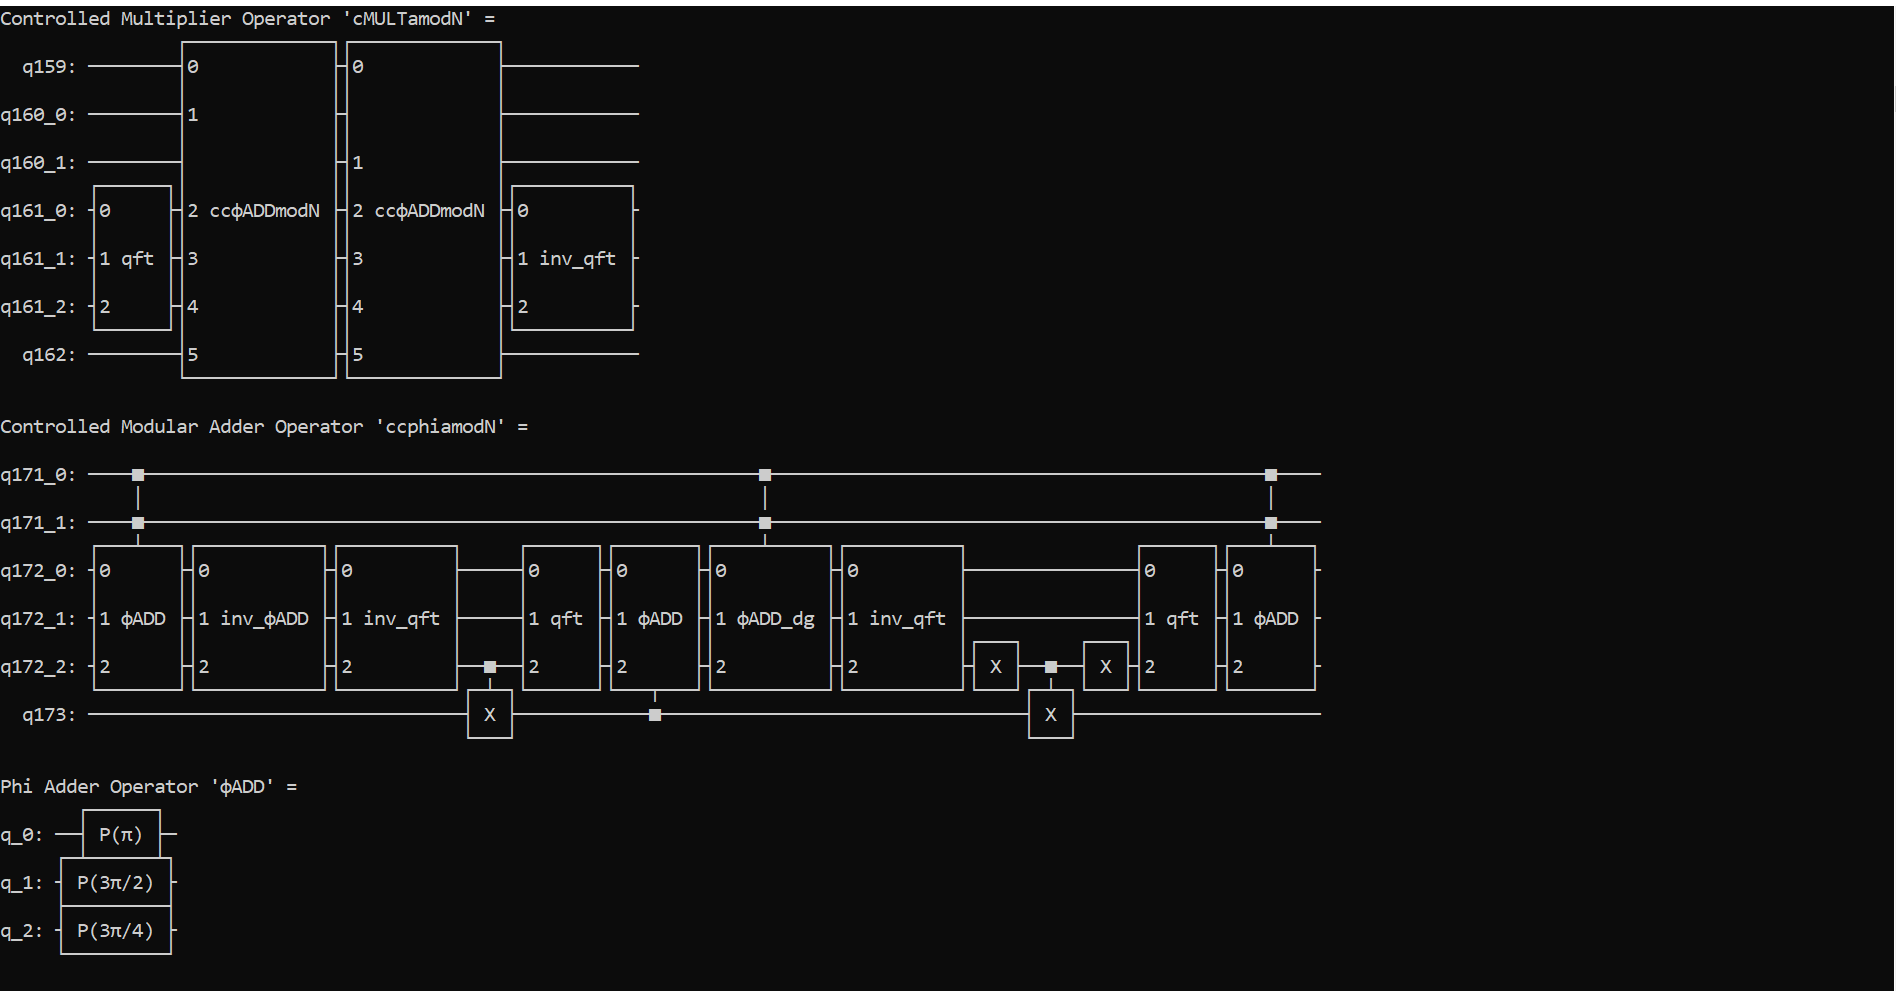 Controlled Multiplier Operator 'cMULTamodN' =
q159: 0 0
q160_0: 1
q160_1: 1
q161_0: 0 2 ccφADDmodN 2 ccφADDmodN 0
q161_1: 1 qft 3 3 1 inv_qft
q161_2: 2 4 4 2
q162: 5 5
Controlled Modular Adder Operator 'ccphiamodN' =
q171_0:
q171_1:
q172_0: 0 0 0 0 0 0 0 0 0
q172_1: 1 φADD 1 inv_φADD 1 inv_qft 1 qft 1 φADD 1 φADD_dg 1 inv_qft 1 qft 1 φADD
q172_2: 2 2 2 2 2 2 2 X X 2 2
q173: X X
Phi Adder Operator 'φADD' =
q_0: P(π)
q_1: P(3π/2)
q_2: P(3π/4)